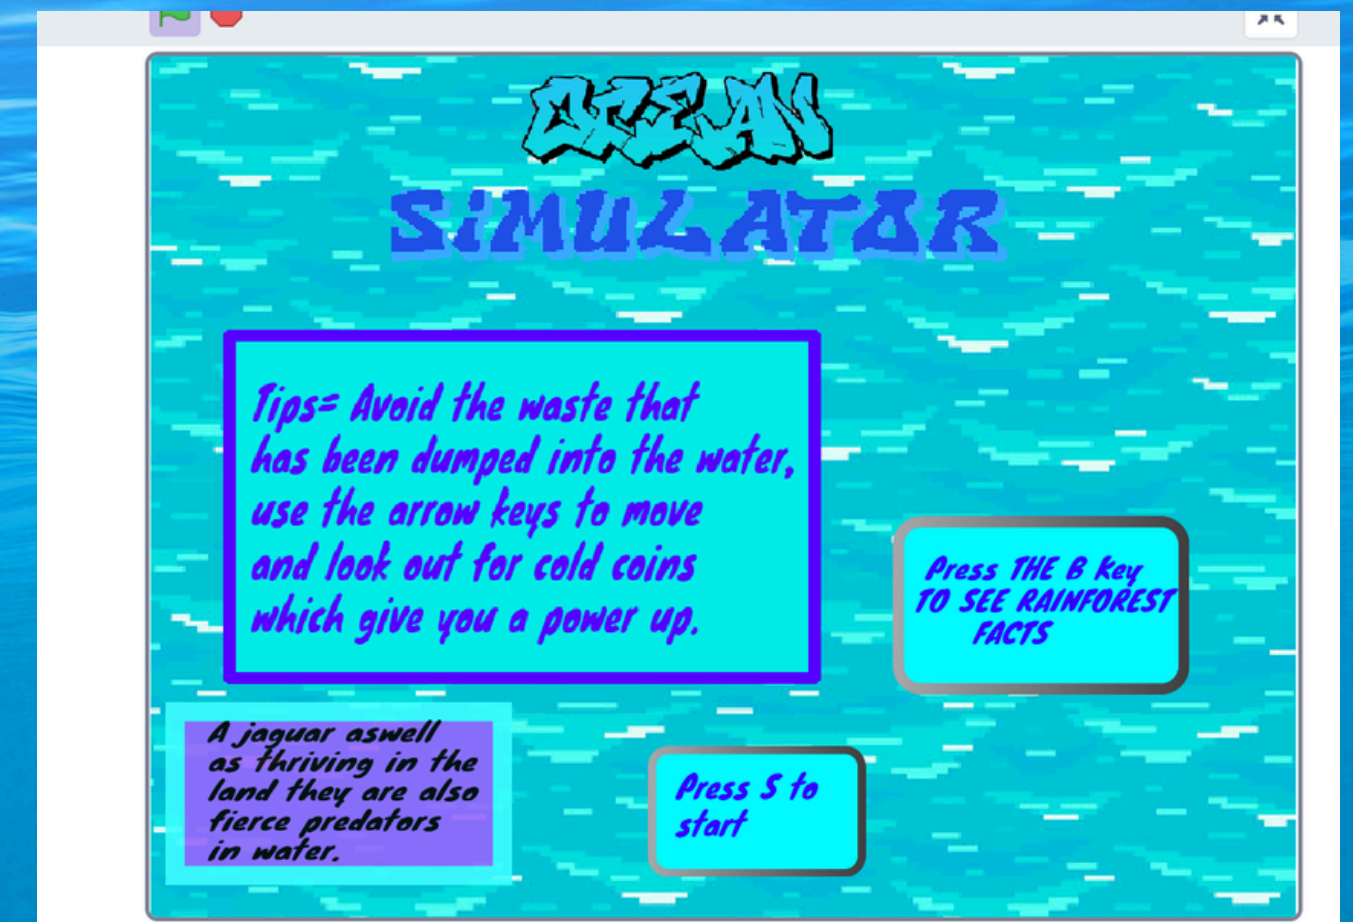 OCEAN
SiMULATOR
Tips= Avoid the waste that
has been dumped into the water,
use the arrow keys to move
and look out for cold coins
which give you a power up.
Press THE B Key
TO SEE RAINFOREST
FACTS
A jaguar aswell
as thriving in the
land they are also
fierce predators
in water.
Press S to
start